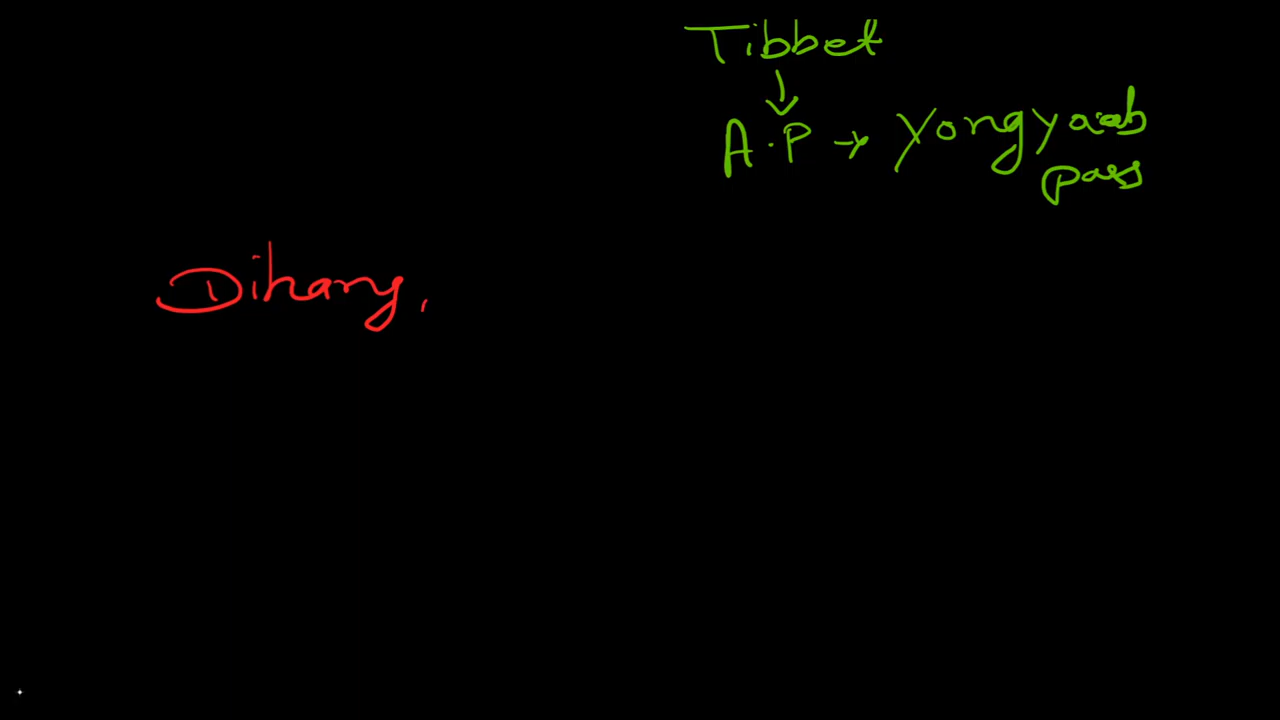 Tibbet
↓
A.P → Yongyaab
pass
Dihang,